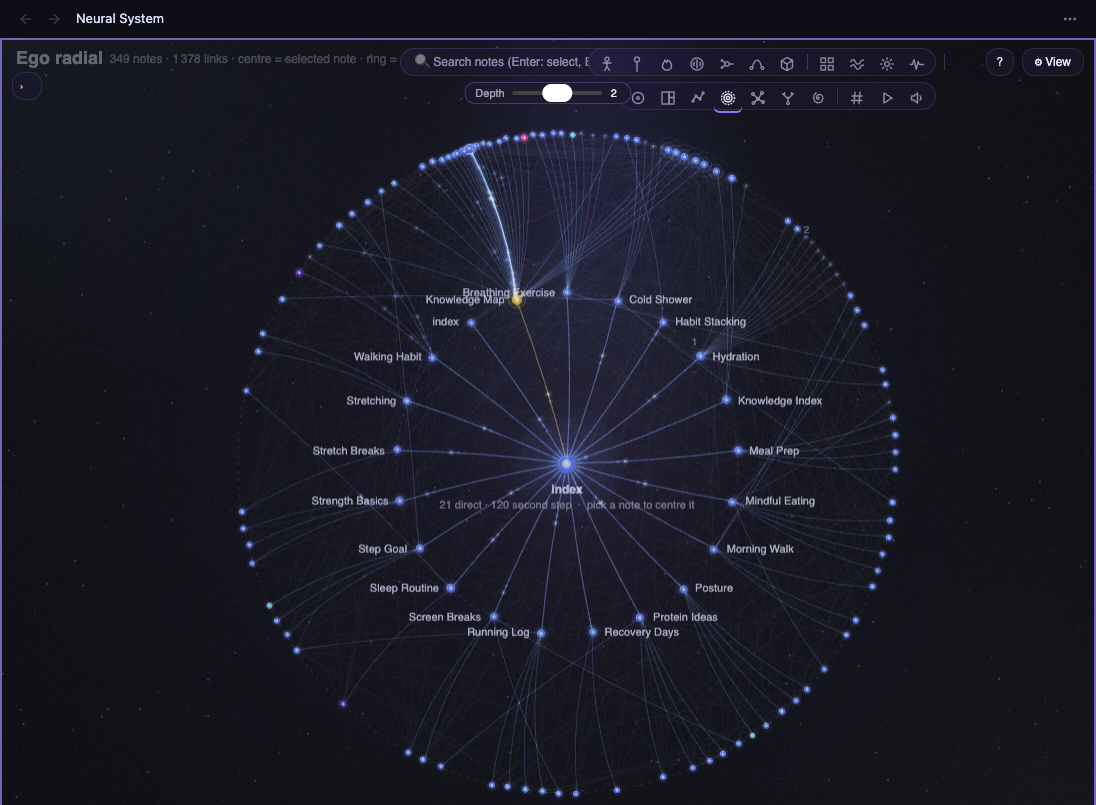 Neural System
Ego radial 349 notes · 1 378 links · centre = selected note · ring =
Search notes (Enter: select, E
?
View
Depth 2
2
Breathing Exercise
Knowledge Map
Cold Shower
index
Habit Stacking
1
Walking Habit
Hydration
Stretching
Knowledge Index
Stretch Breaks
Meal Prep
Index
Strength Basics
21 direct · 120 second step · pick a note to centre it
Mindful Eating
Step Goal
Morning Walk
Sleep Routine
Posture
Screen Breaks
Protein Ideas
Running Log
Recovery Days